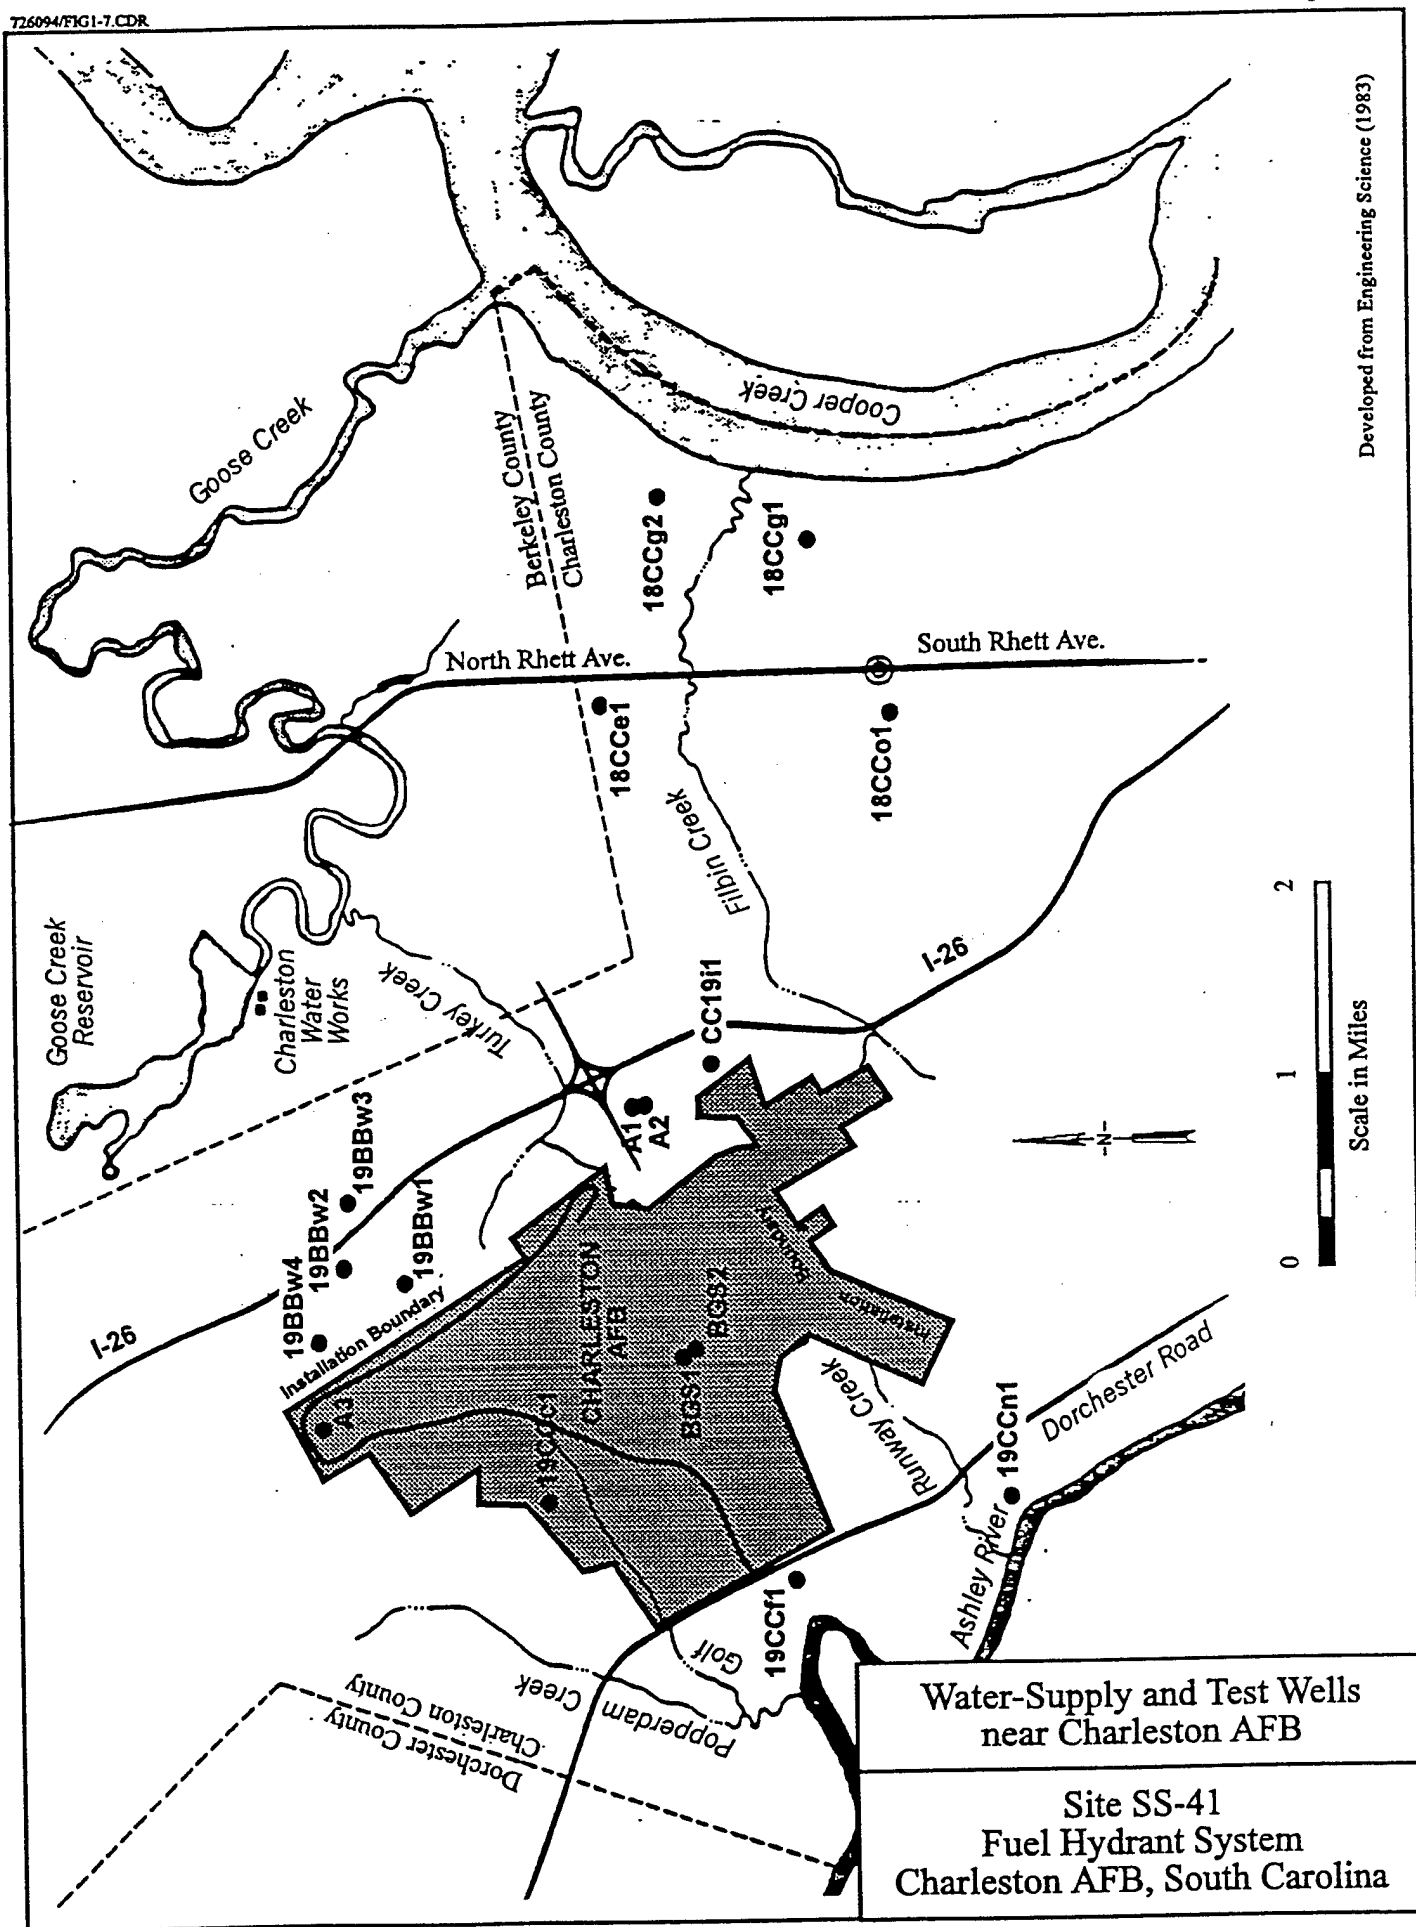 726094/FIG1-7.CDR
Developed from Engineering Science (1983)
Goose Creek
Cooper Creek
Berkeley County
Charleston County
18CCg2
18CCg1
North Rhett Ave.
South Rhett Ave.
18CCe1
18CCo1
Filbin Creek
Goose Creek
Reservoir
Charleston
Water
Works
Turkey Creek
I-26
CC19i1
A1
A2
19BBw3
19BBw2
19BBw1
19BBw4
I-26
Installation Boundary
A3
CHARLESTON
AFB
19CCc1
BGS1
BGS2
Installation
Boundary
Runway Creek
Dorchester Road
19CCn1
Ashley River
19CCf1
Golf
Popperdam Creek
Charleston County
Dorchester County
-N-
0
1
2
Scale in Miles
Water-Supply and Test Wells
near Charleston AFB
Site SS-41
Fuel Hydrant System
Charleston AFB, South Carolina